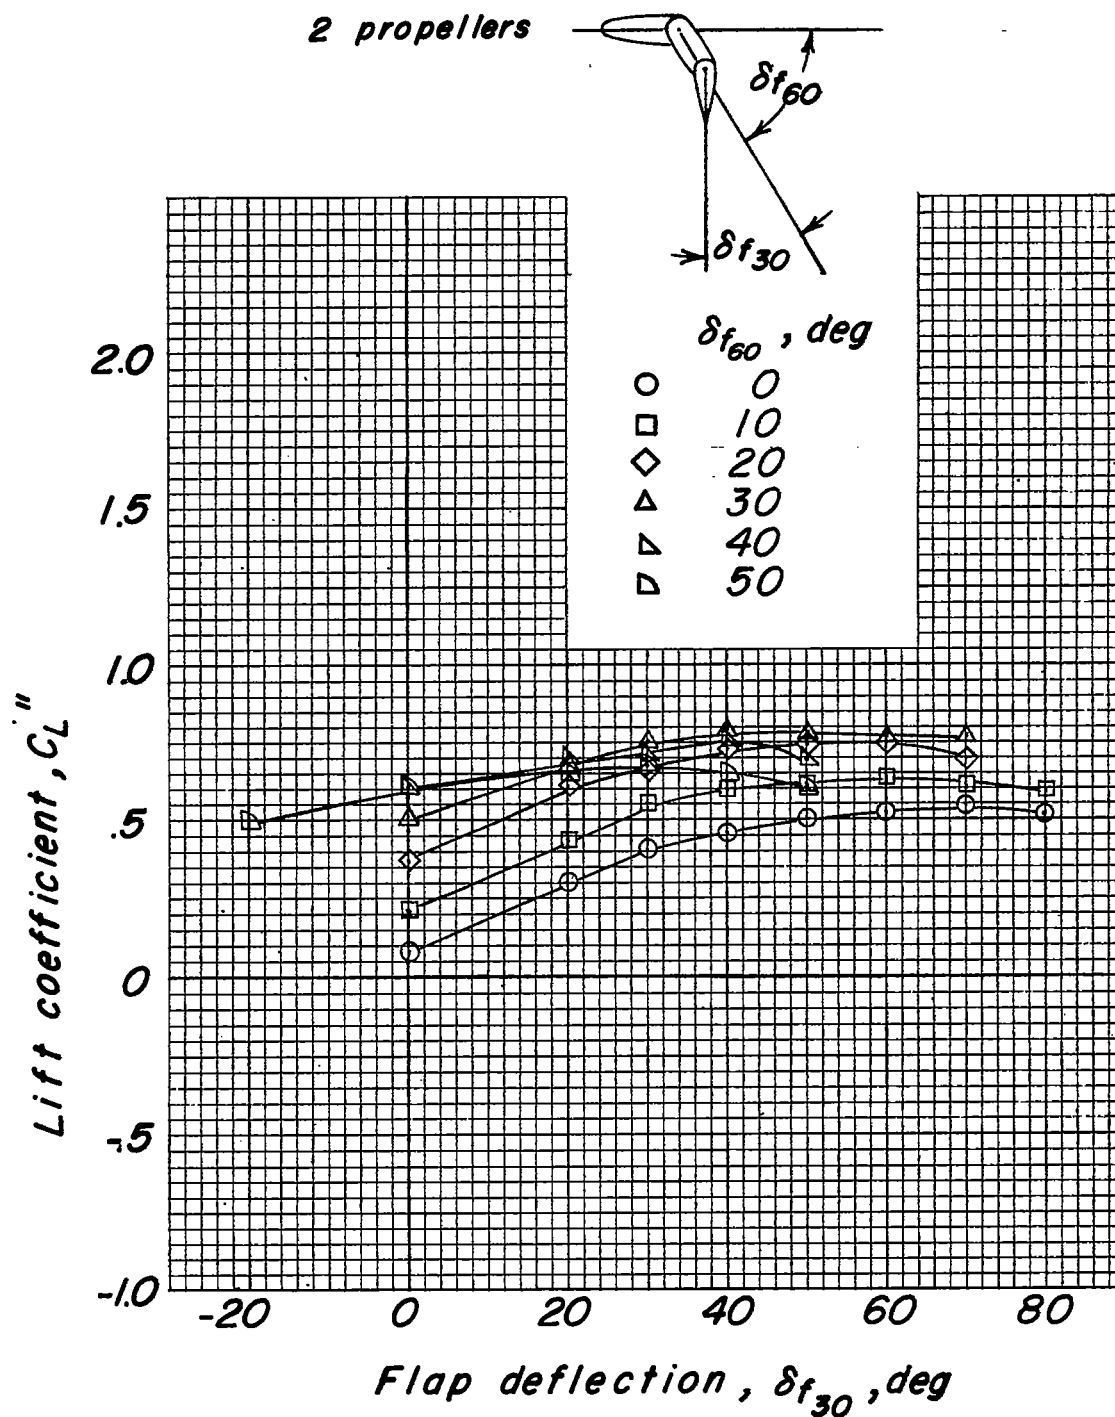 2 propellers
δf60
δf30
δf60 , deg
0
10
20
30
40
50
2.0
1.5
1.0
.5
0
-.5
-1.0
Lift coefficient, CL"
-20 0 20 40 60 80
Flap deflection, δf30, deg